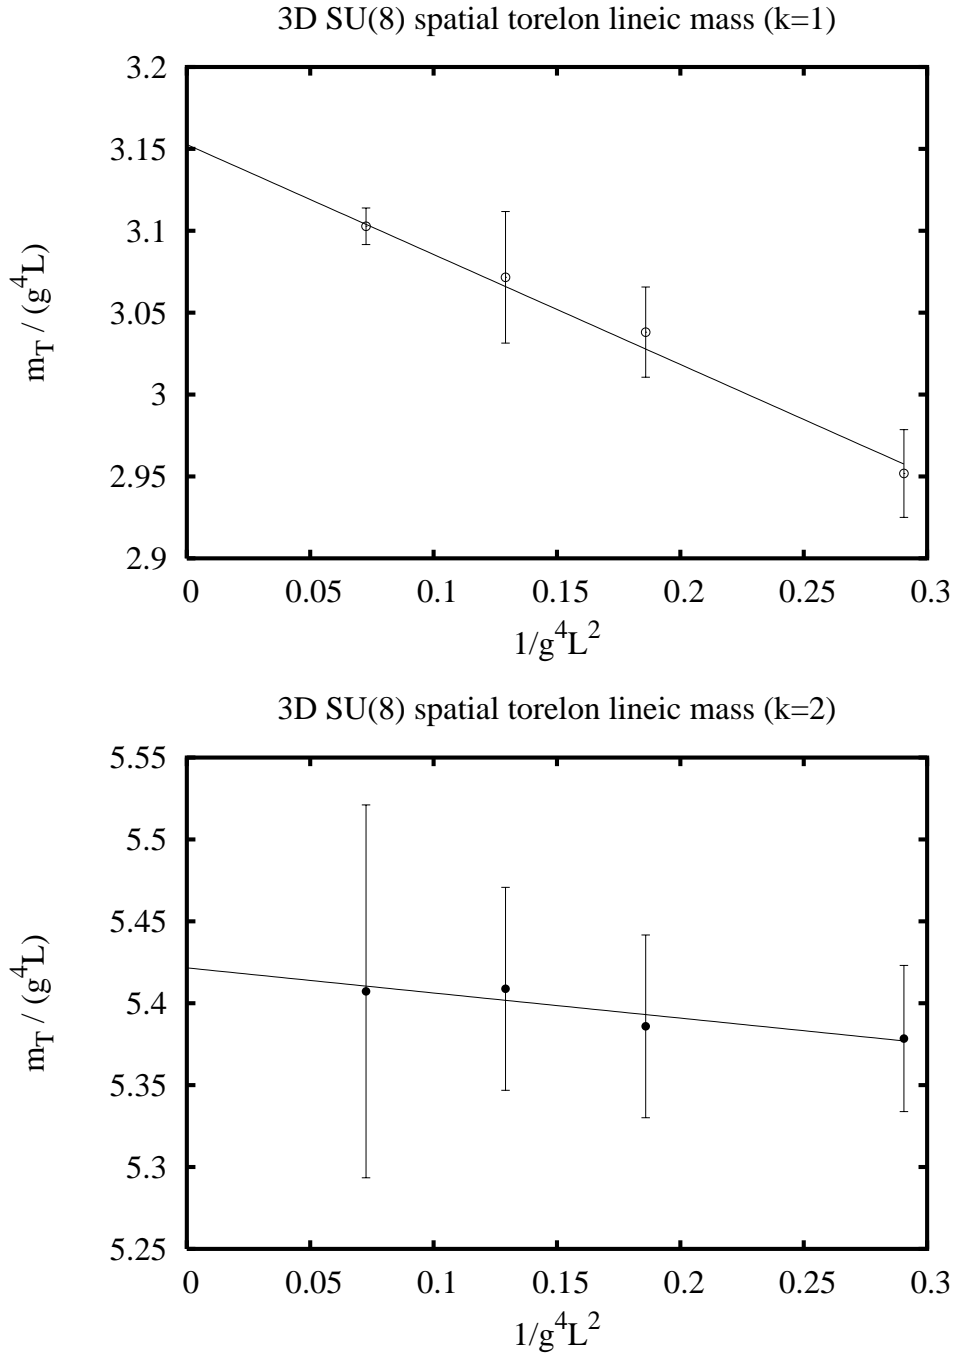 3D SU(8) spatial torelon lineic mass (k=1)
3.2
3.15
3.1
3.05
3
2.95
2.9
m_T / (g^4L)
0 0.05 0.1 0.15 0.2 0.25 0.3
1/g^4L^2
3D SU(8) spatial torelon lineic mass (k=2)
5.55
5.5
5.45
5.4
5.35
5.3
5.25
m_T / (g^4L)
0 0.05 0.1 0.15 0.2 0.25 0.3
1/g^4L^2